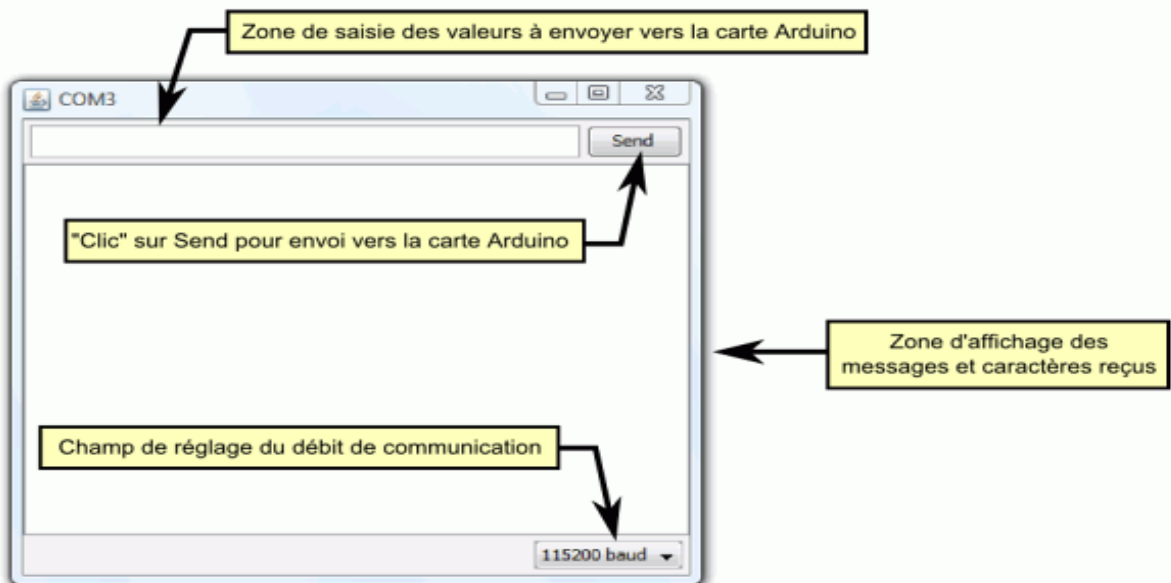 Zone de saisie des valeurs à envoyer vers la carte Arduino
COM3
Send
"Clic" sur Send pour envoi vers la carte Arduino
Zone d'affichage des
messages et caractères reçus
Champ de réglage du débit de communication
115200 baud